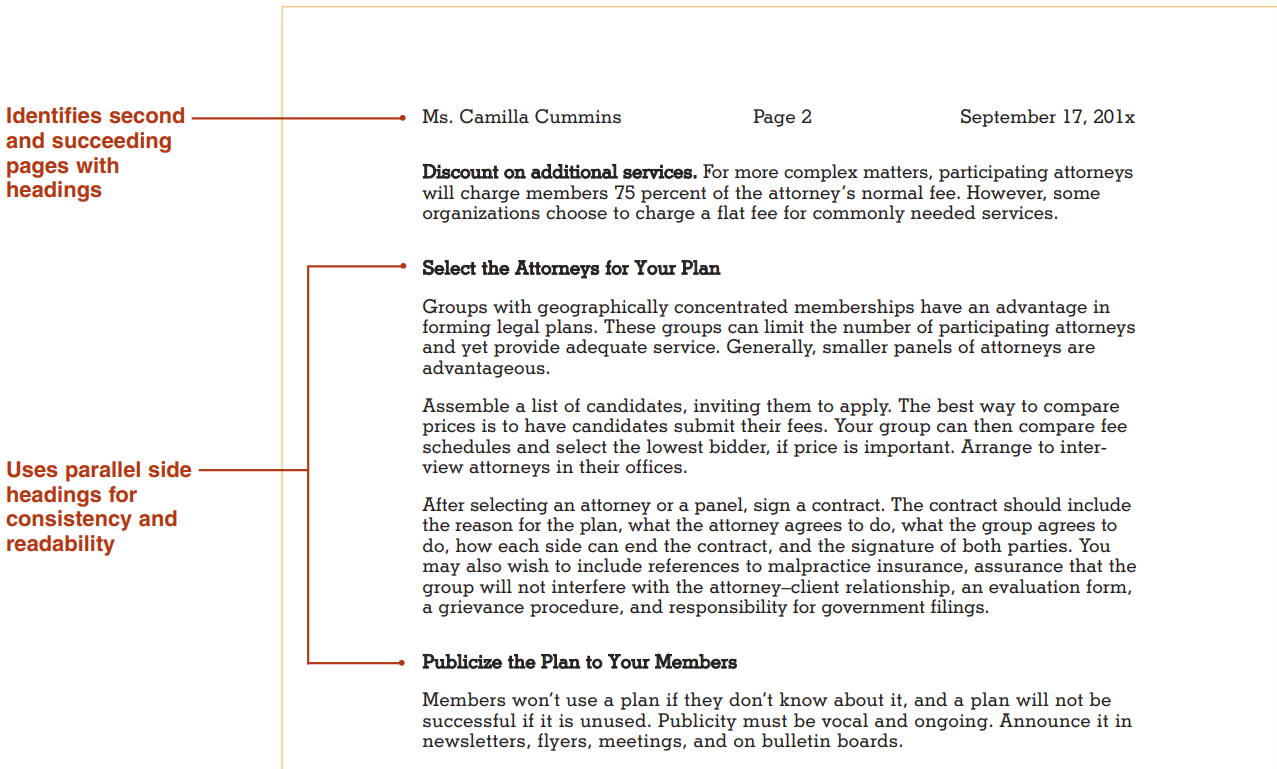 Identifies second
and succeeding
pages with
headings
Ms. Camilla Cummins Page 2 September 17, 201x
Discount on additional services. For more complex matters, participating attorneys
will charge members 75 percent of the attorney’s normal fee. However, some
organizations choose to charge a flat fee for commonly needed services.
Select the Attorneys for Your Plan
Groups with geographically concentrated memberships have an advantage in
forming legal plans. These groups can limit the number of participating attorneys
and yet provide adequate service. Generally, smaller panels of attorneys are
advantageous.
Assemble a list of candidates, inviting them to apply. The best way to compare
prices is to have candidates submit their fees. Your group can then compare fee
schedules and select the lowest bidder, if price is important. Arrange to inter-
view attorneys in their offices.
Uses parallel side
headings for
consistency and
readability
After selecting an attorney or a panel, sign a contract. The contract should include
the reason for the plan, what the attorney agrees to do, what the group agrees to
do, how each side can end the contract, and the signature of both parties. You
may also wish to include references to malpractice insurance, assurance that the
group will not interfere with the attorney–client relationship, an evaluation form,
a grievance procedure, and responsibility for government filings.
Publicize the Plan to Your Members
Members won’t use a plan if they don’t know about it, and a plan will not be
successful if it is unused. Publicity must be vocal and ongoing. Announce it in
newsletters, flyers, meetings, and on bulletin boards.